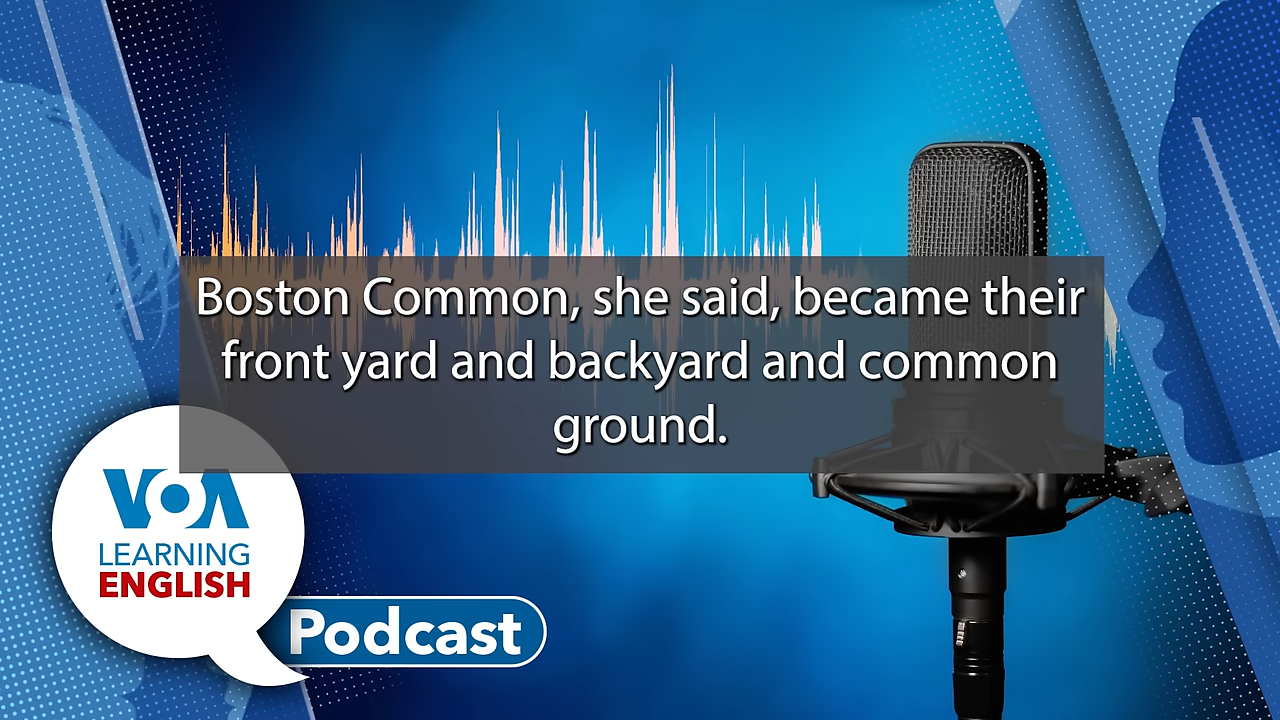 Boston Common, she said, became their
front yard and backyard and common
ground.
VOA
LEARNING
ENGLISH
Podcast